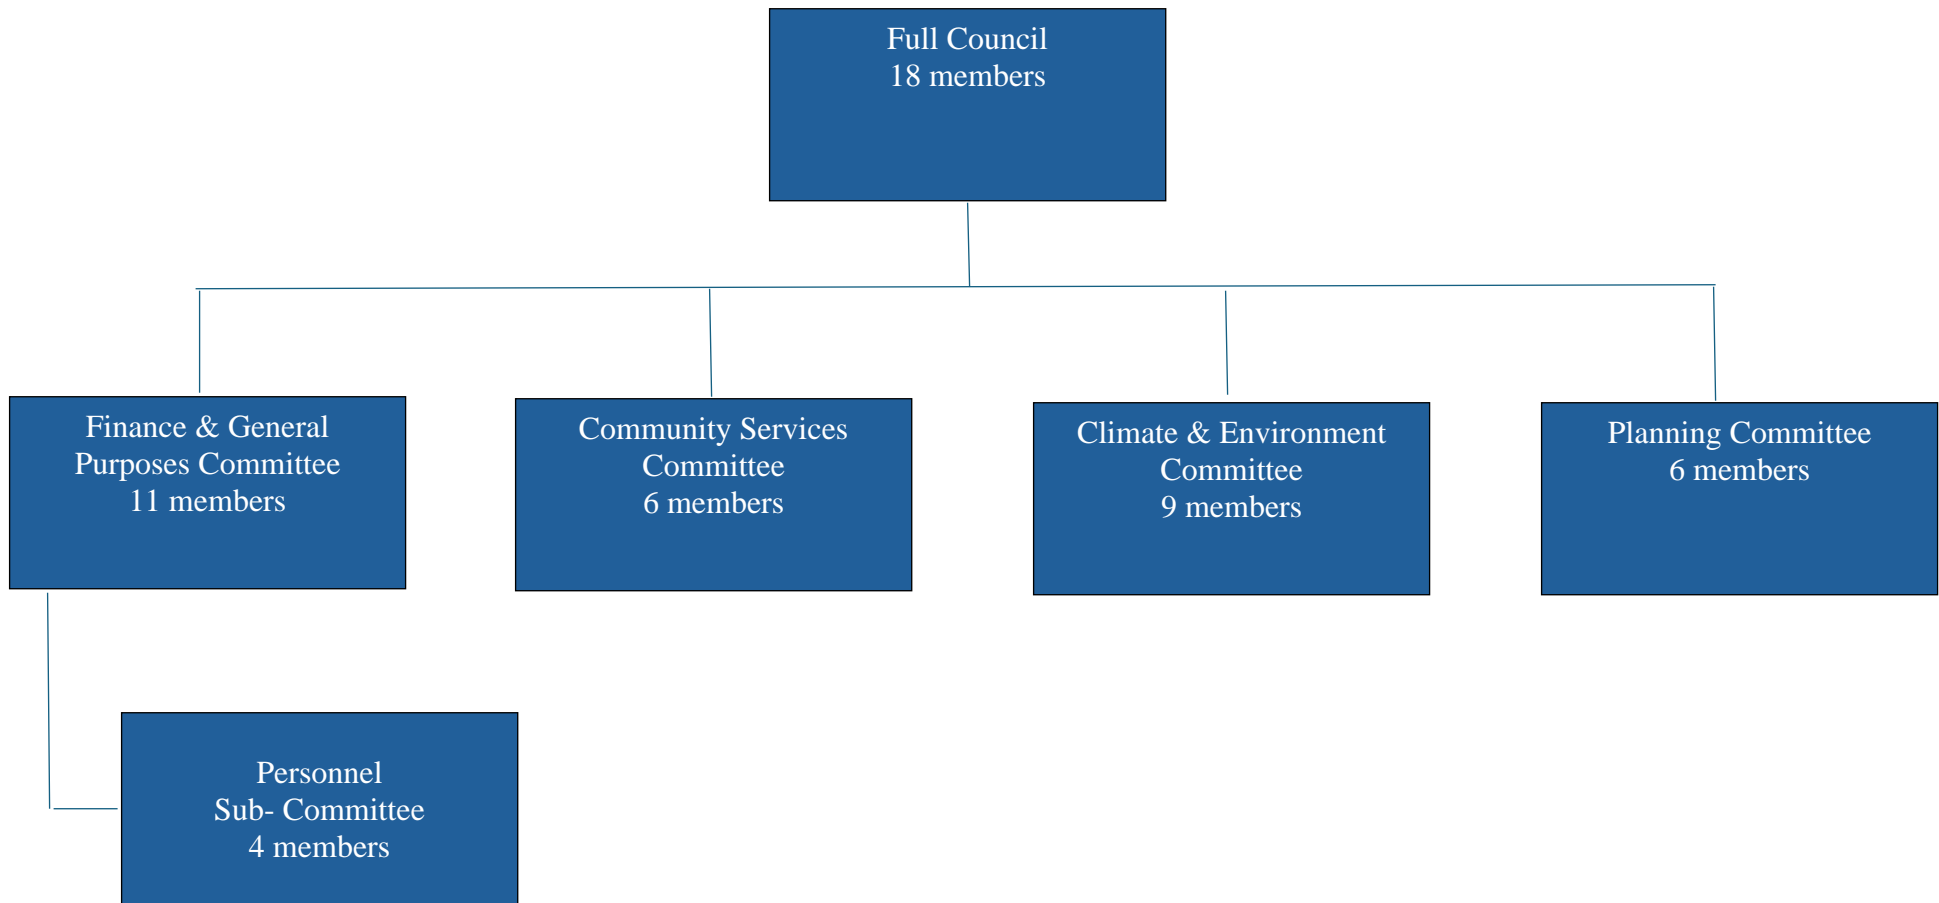 Full Council
18 members
Finance & General
Purposes Committee
11 members
Community Services
Committee
6 members
Climate & Environment
Committee
9 members
Planning Committee
6 members
Personnel
Sub- Committee
4 members